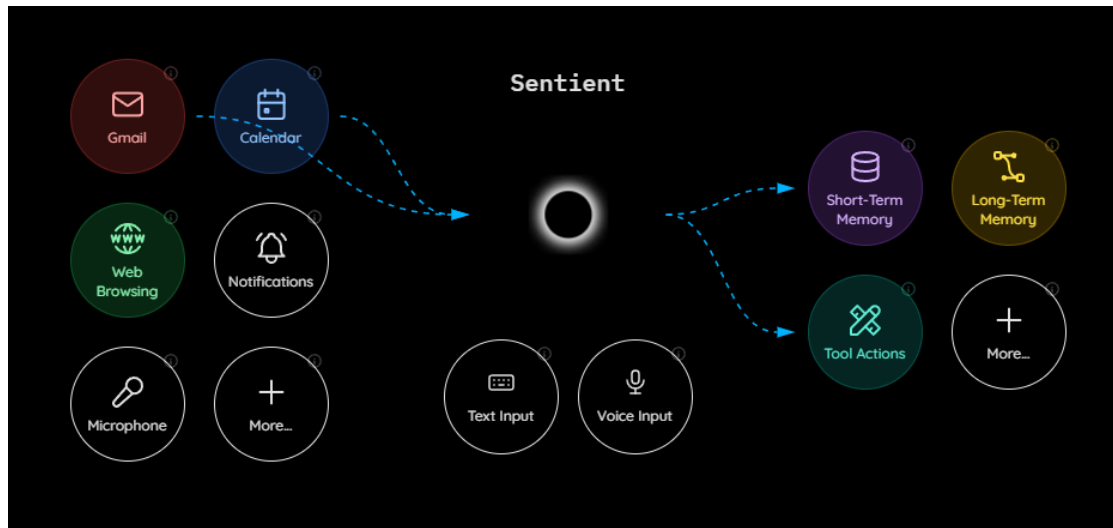 Sentient
Gmail
Calendar
www
Web
Browsing
Notifications
Microphone
More...
Text Input
Voice Input
Short-Term
Memory
Long-Term
Memory
Tool Actions
More...